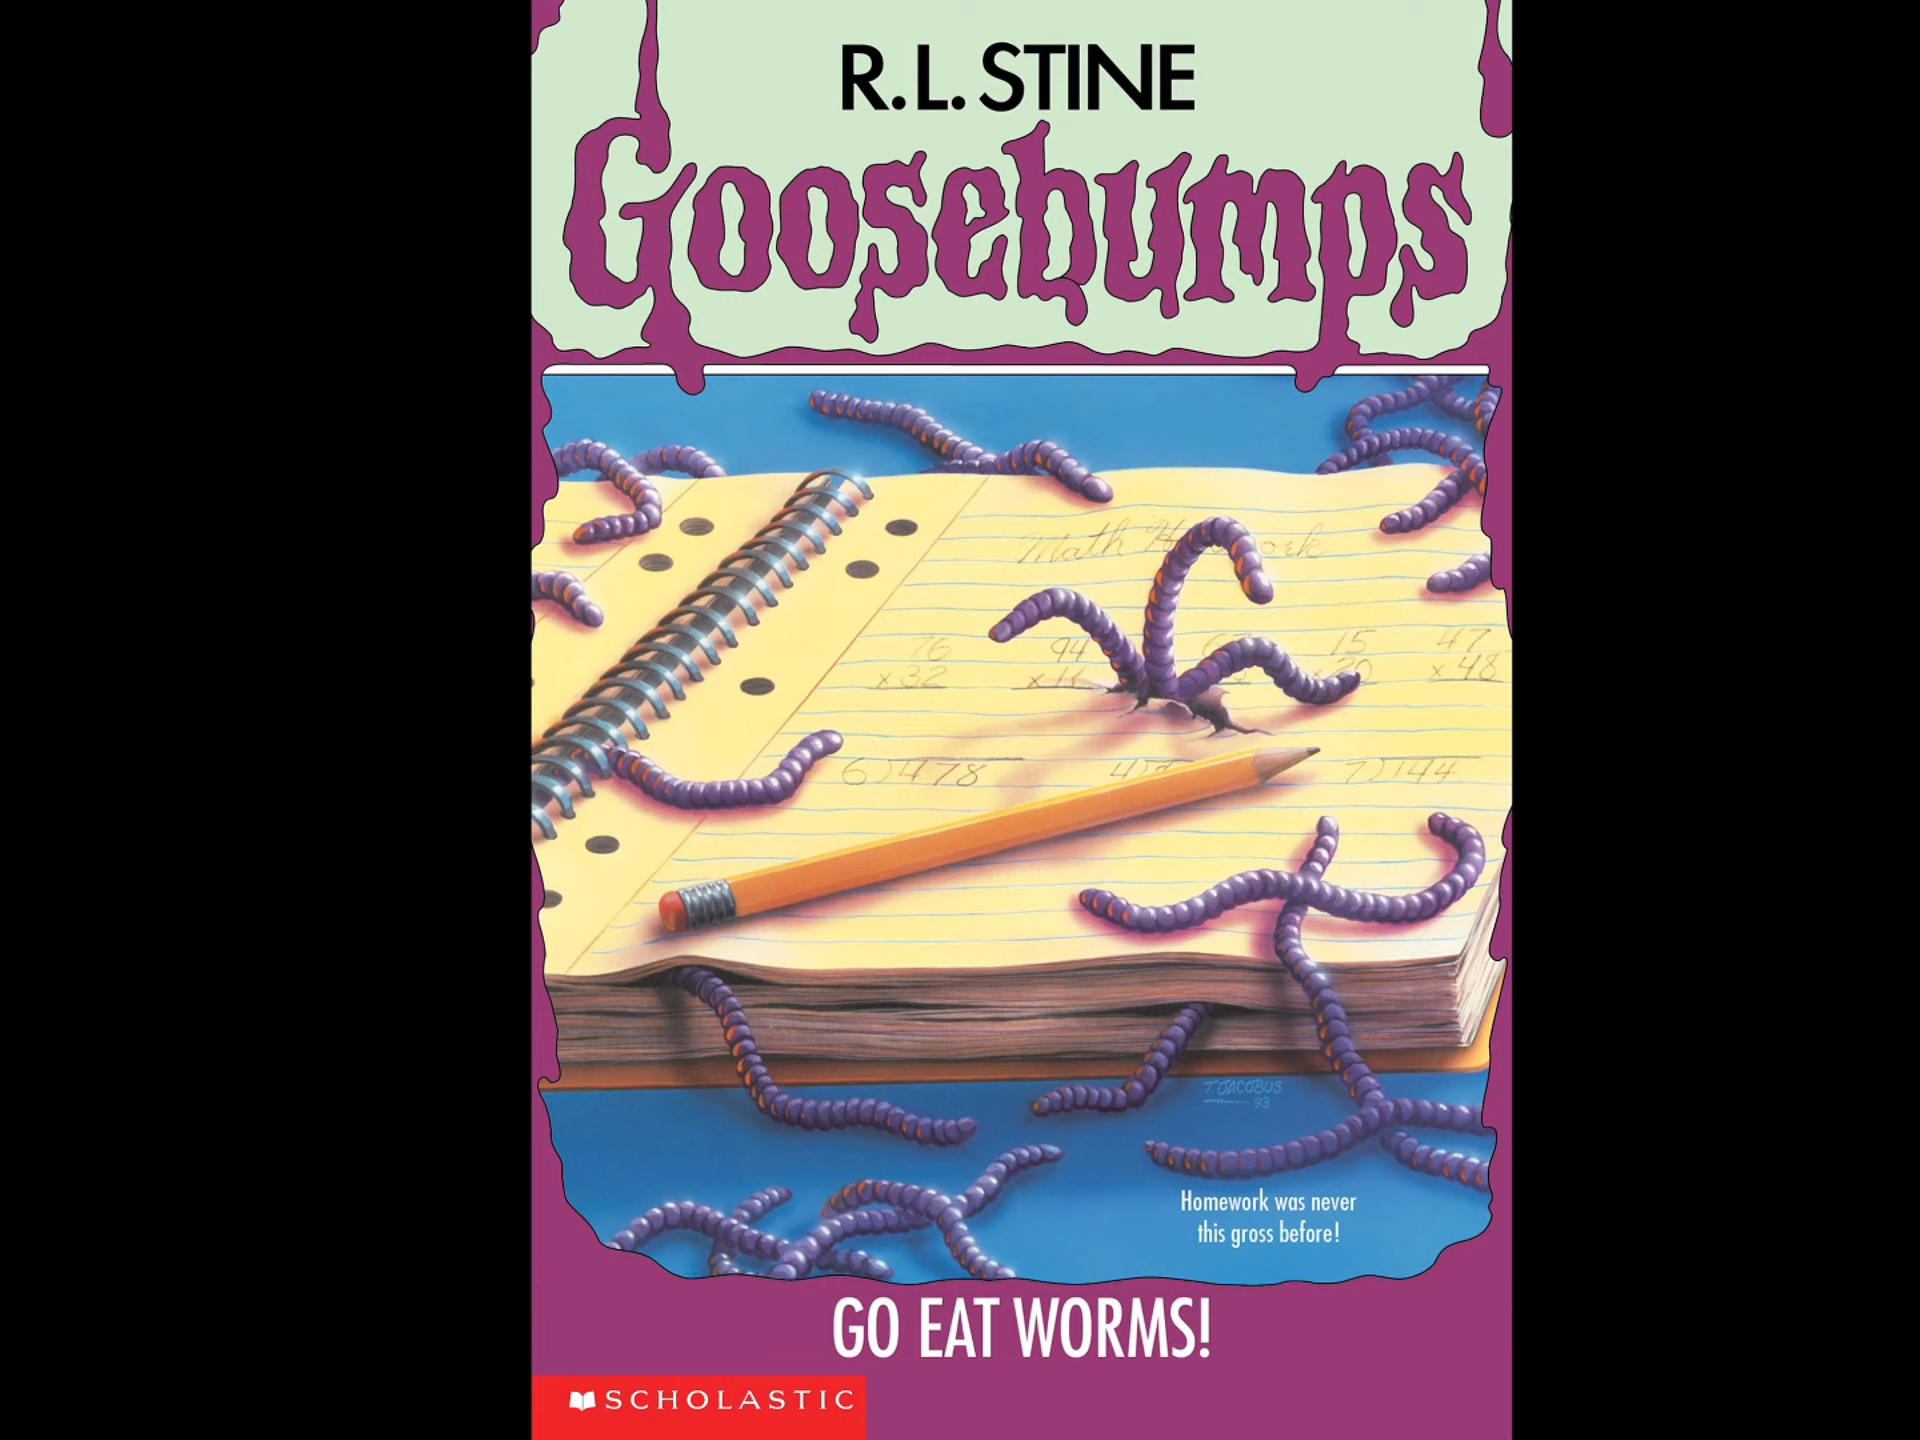 R.L. STINE
Goosebumps
Math
76 94 15 47
x 32 x 48
6)478 7)144
T. JACOBUS
93
Homework was never
this gross before!
GO EAT WORMS!
SCHOLASTIC